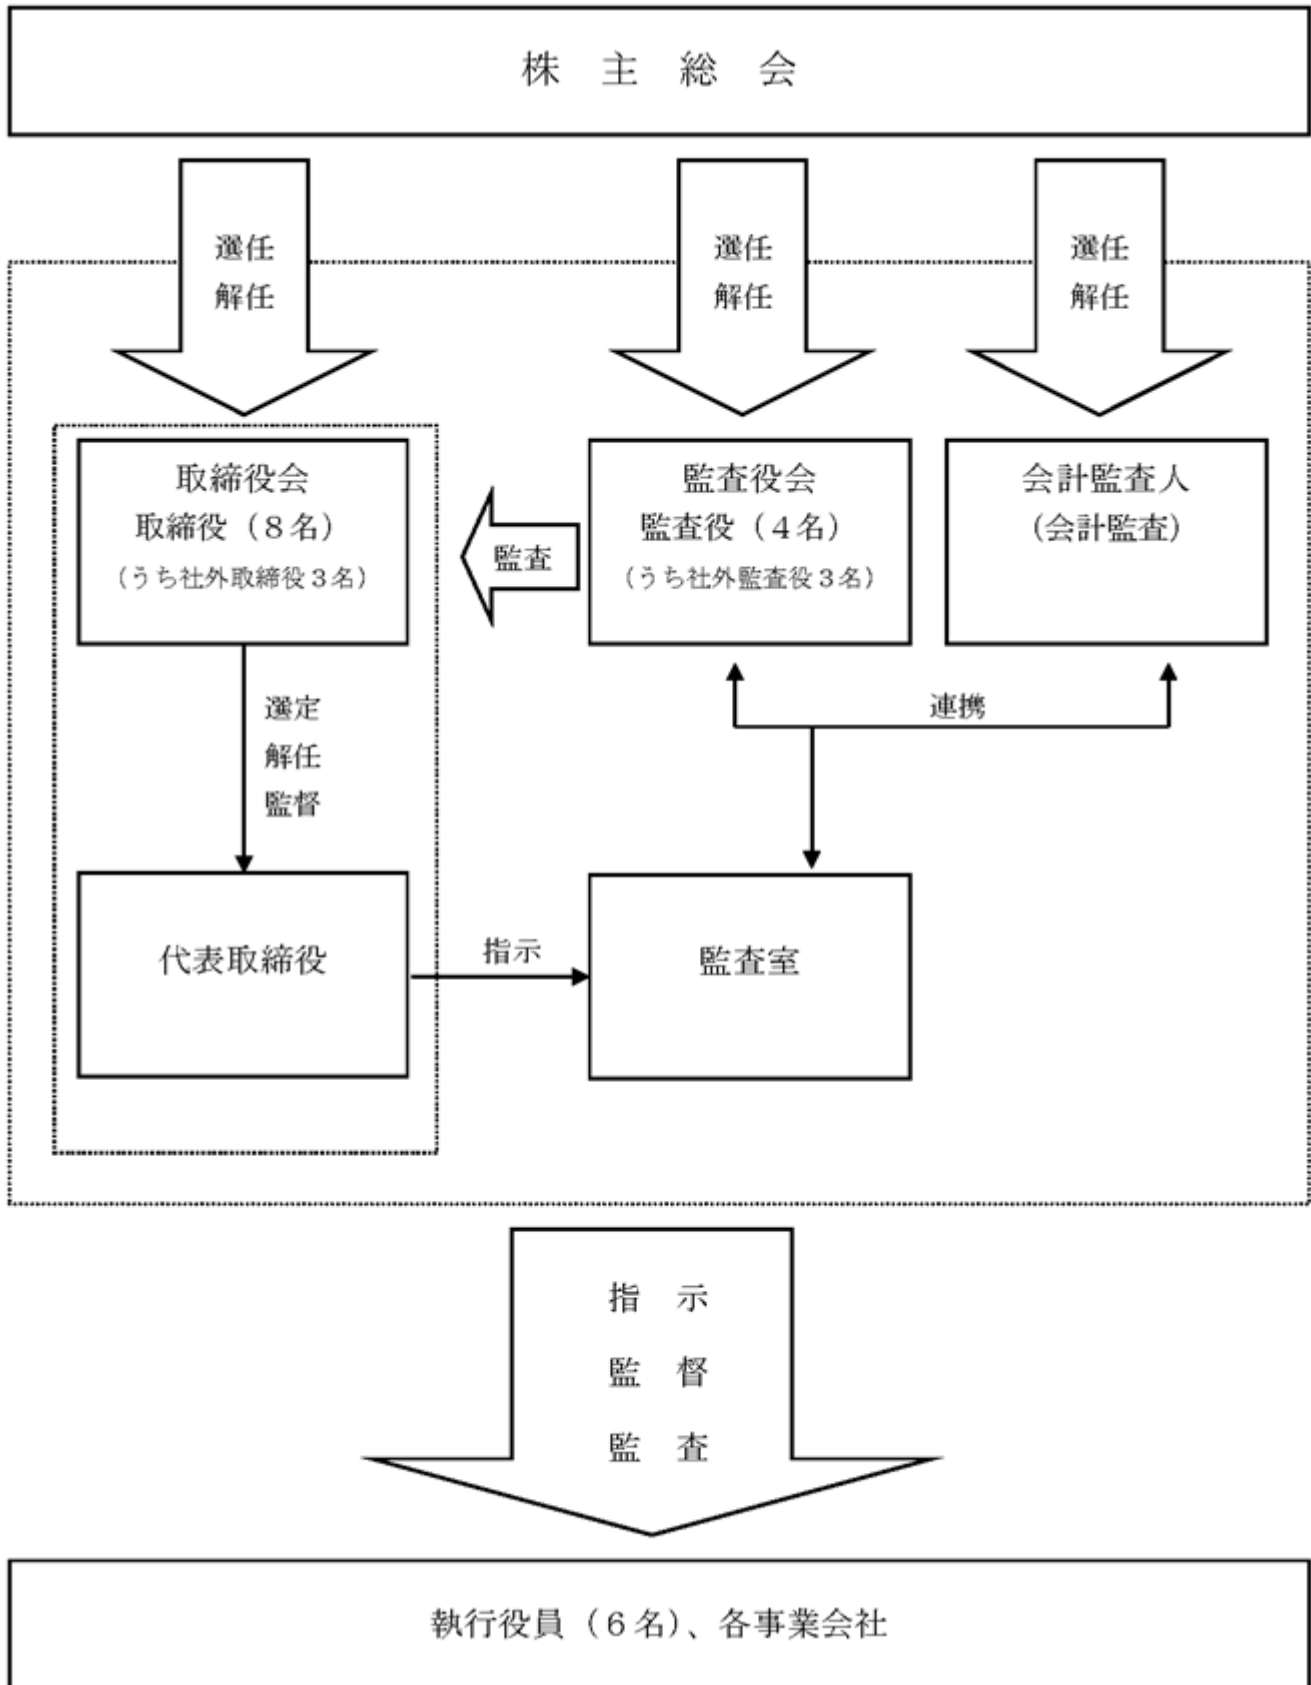 株　主　総　会
選任
解任
選任
解任
選任
解任
取締役会
取締役（８名）
（うち社外取締役３名）
監査
監査役会
監査役（４名）
（うち社外監査役３名）
会計監査人
（会計監査）
選定
解任
監督
連携
代表取締役
指示
監査室
指　示
監　督
監　査
執行役員（６名）、各事業会社